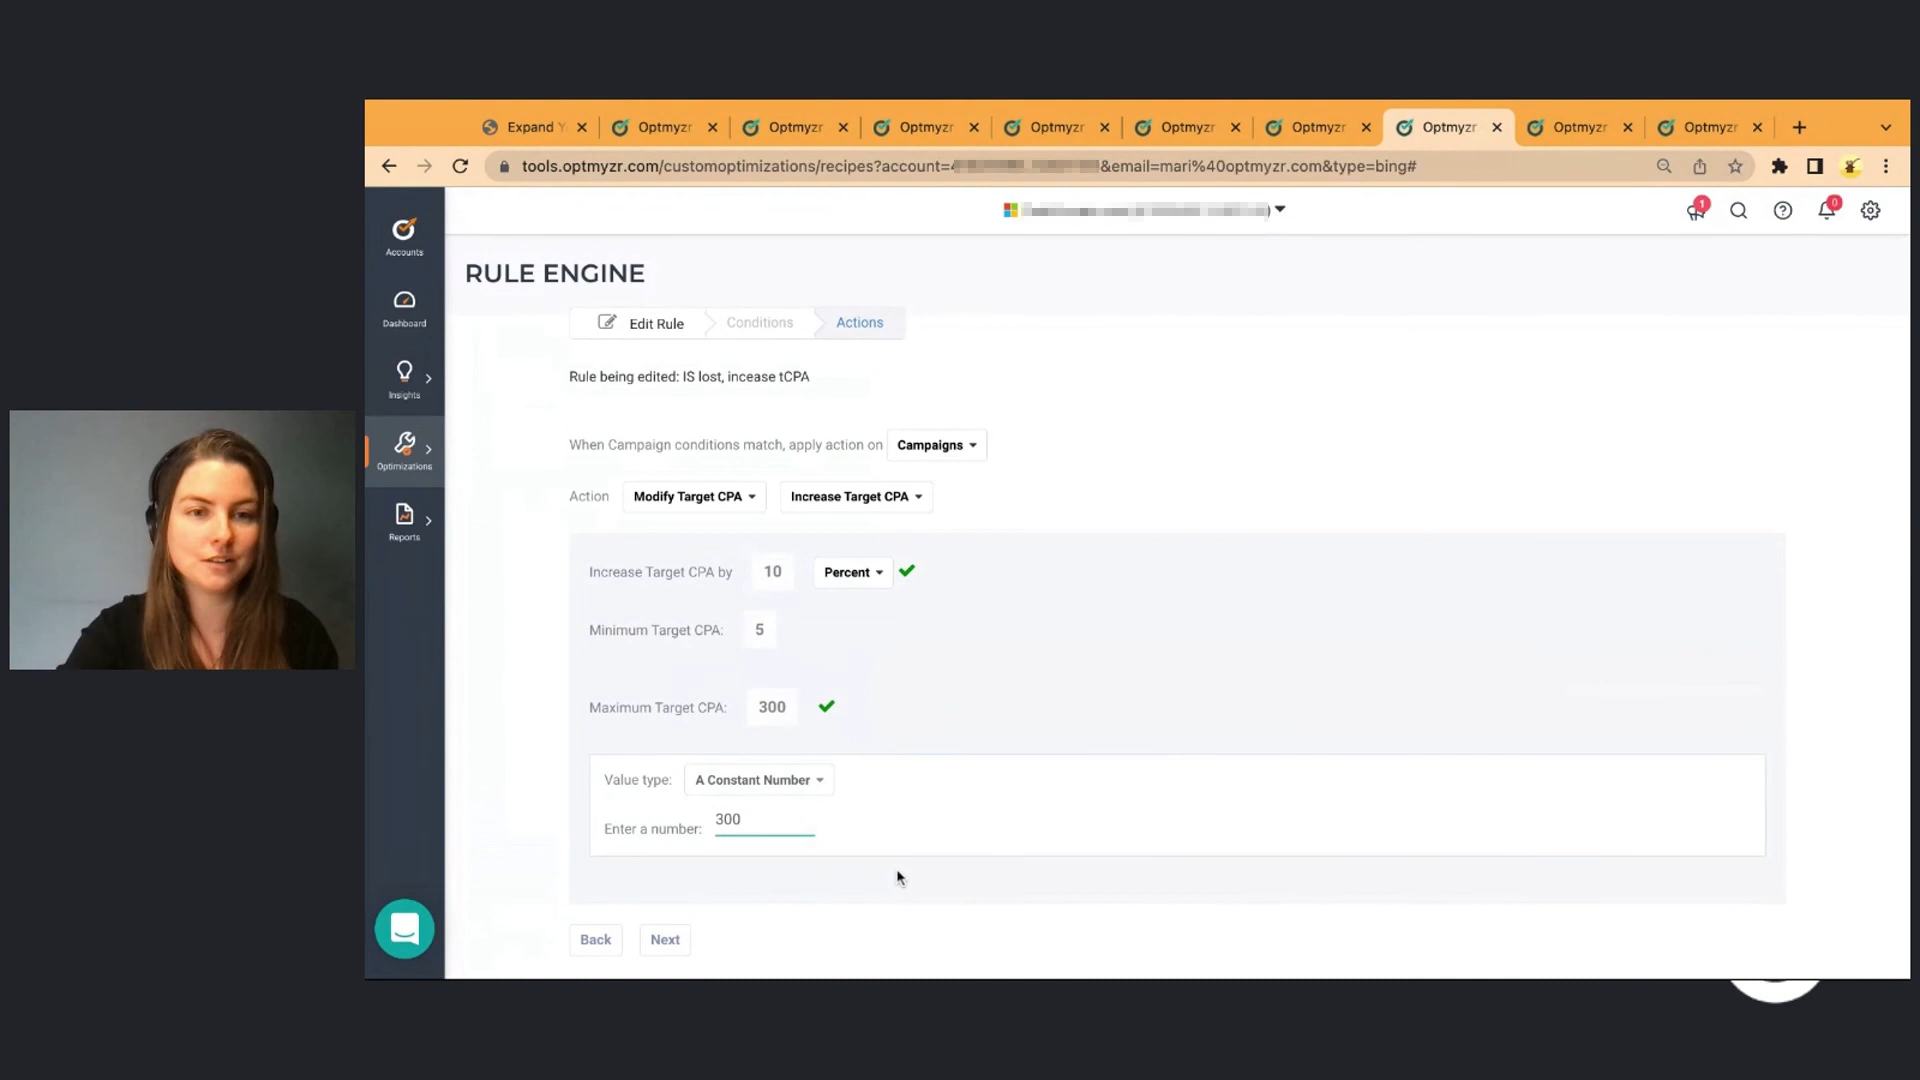 Expand Y
Optmyzr
Optmyzr
Optmyzr
Optmyzr
Optmyzr
Optmyzr
Optmyzr
Optmyzr
Optmyzr
tools.optmyzr.com/customoptimizations/recipes?account=
&email=mari%40optmyzr.com&type=bing#
)
1
0
Accounts
Dashboard
Insights
Optimizations
Reports
RULE ENGINE
Edit Rule
Conditions
Actions
Rule being edited: IS lost, incease tCPA
When Campaign conditions match, apply action on Campaigns
Action Modify Target CPA Increase Target CPA
Increase Target CPA by 10 Percent
Minimum Target CPA: 5
Maximum Target CPA: 300
Value type: A Constant Number
Enter a number: 300
Back
Next